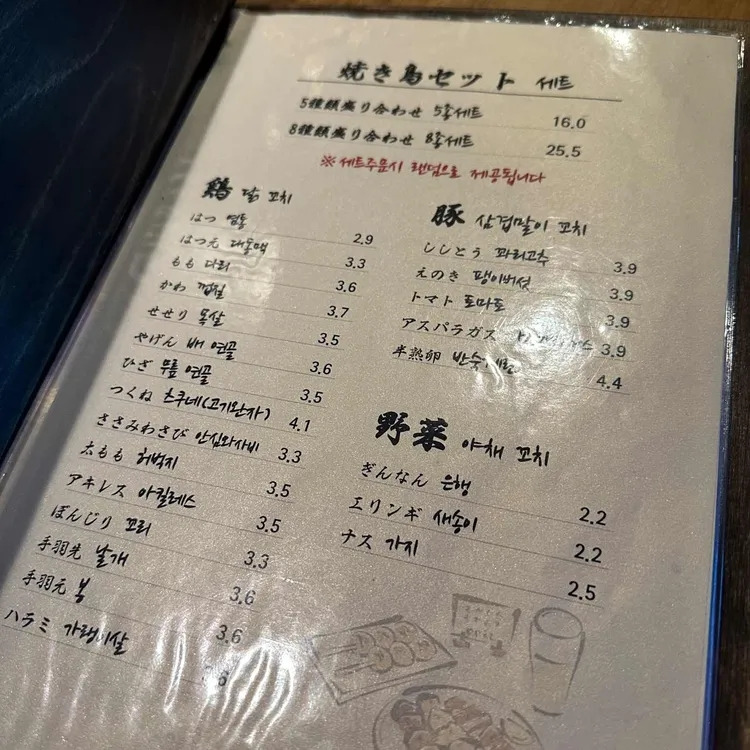 焼き鳥セット 세트
5種類盛り合わせ 5종세트 16.0
8種類盛り合わせ 8종세트 25.5
※세트주문시 랜덤으로 제공됩니다
鶏 닭 꼬치
はつ 염통 2.9
はつ元 대동맥 3.3
もも 다리 3.6
かわ 껍질 3.7
せせり 목살 3.5
やげん 배 연골 3.6
ひざ 무릎 연골 3.5
つくね 츠쿠네(고기완자) 4.1
ささみわさび 안심와사비 3.3
太もも 허벅지 3.5
アキレス 아킬레스 3.5
ぼんじり 꼬리 3.3
手羽先 날개 3.6
手羽元 봉 3.6
ハラミ 가랭이살
豚 삼겹말이 꼬치
ししとう 꽈리고추 3.9
えのき 팽이버섯 3.9
トマト 토마토 3.9
アスパラガス 3.9
半熟卵 4.4
野菜 야채 꼬치
ぎんなん 은행 2.2
エリンギ 새송이 2.2
ナス 가지 2.5